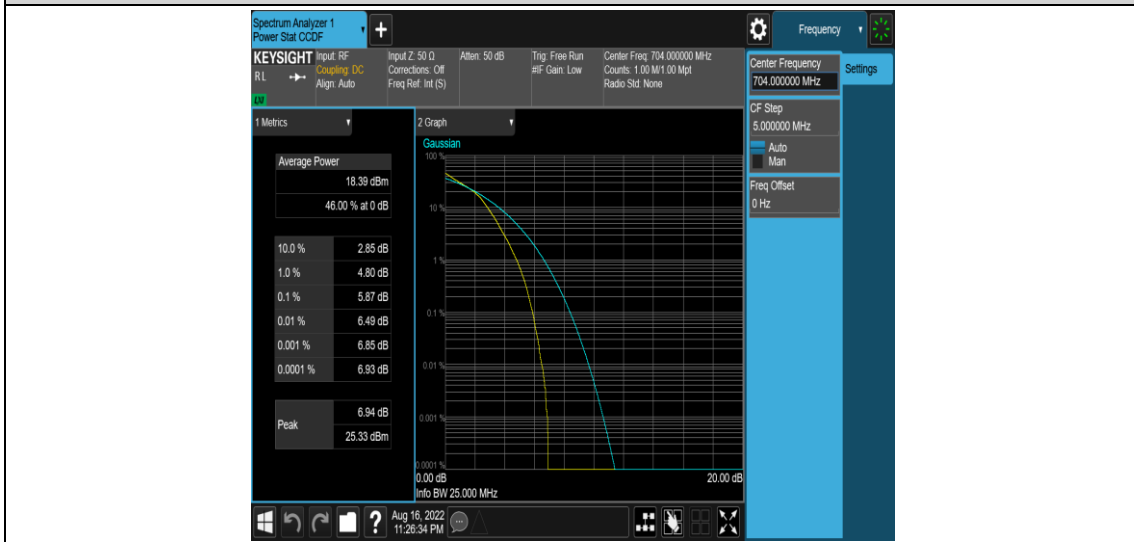 Spectrum Analyzer 1
Power Stat CCDF
+
Frequency
KEYSIGHT
RL
LXI
Input: RF
Coupling: DC
Align: Auto
Input Z: 50 Ω
Corrections: Off
Freq Ref: Int (S)
Atten: 50 dB
Trig: Free Run
#IF Gain: Low
Center Freq: 704.000000 MHz
Counts: 1.00 M/1.00 Mpt
Radio Std: None
Center Frequency
704.000000 MHz
Settings
CF Step
5.000000 MHz
Auto
Man
Freq Offset
0 Hz
1 Metrics
Average Power
18.39 dBm
46.00 % at 0 dB
10.0 % 2.85 dB
1.0 % 4.80 dB
0.1 % 5.87 dB
0.01 % 6.49 dB
0.001 % 6.85 dB
0.0001 % 6.93 dB
Peak 6.94 dB
25.33 dBm
2 Graph
Gaussian
100 %
10 %
1 %
0.1 %
0.01 %
0.001 %
0.0001 %
0.00 dB 20.00 dB
Info BW 25.000 MHz
?
Aug 16, 2022
11:26:34 PM